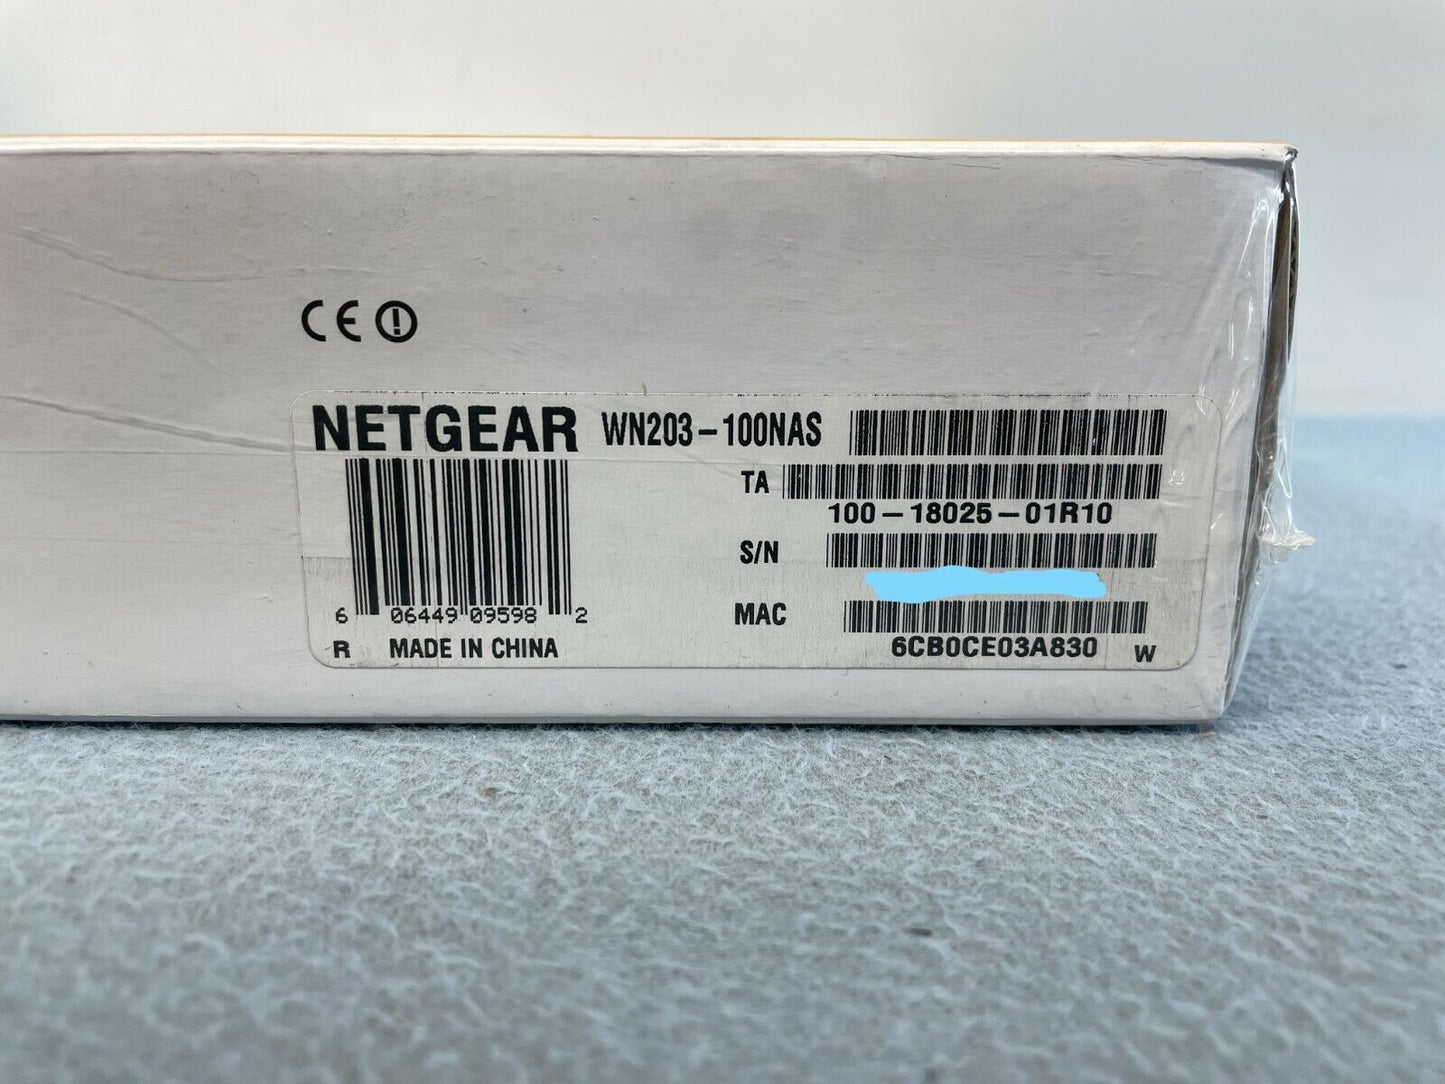 CE
NETGEAR WN203-100NAS
TA
100-18025-01R10
S/N
6 06449 09598 2
MAC
6CB0CE03A830
R MADE IN CHINA W